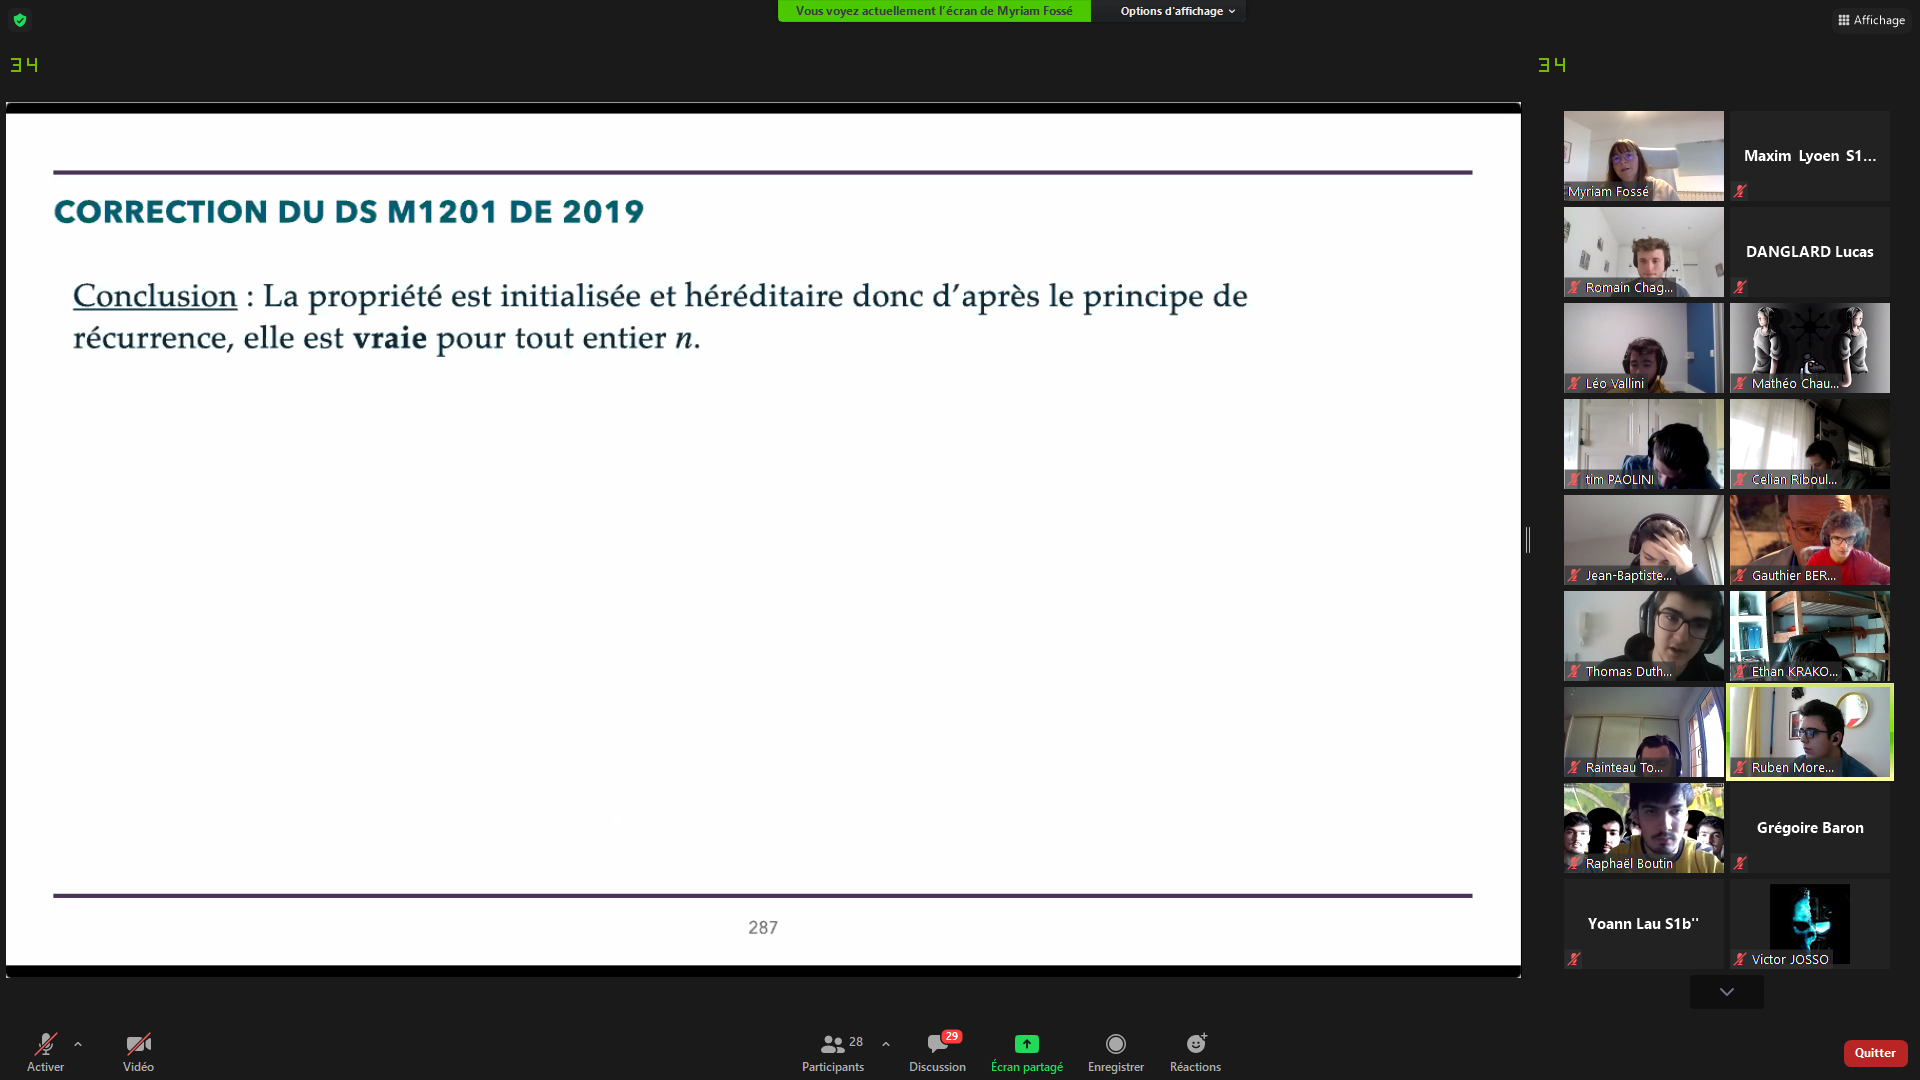 Vous voyez actuellement l'écran de Myriam Fossé
Options d'affichage
Affichage
34
34
CORRECTION DU DS M1201 DE 2019
Conclusion : La propriété est initialisée et héréditaire donc d'après le principe de
récurrence, elle est vraie pour tout entier n.
287
Myriam Fossé
Maxim Lyoen S1...
Romain Chag...
DANGLARD Lucas
Léo Vallini
Mathéo Chau...
tim PAOLINI
Celian Riboul...
Jean-Baptiste...
Gauthier BER...
Thomas Duth...
Ethan KRAKO...
Rainteau To...
Ruben More...
Raphaël Boutin
Grégoire Baron
Yoann Lau S1b''
Victor JOSSO
Activer
Vidéo
28
Participants
29
Discussion
Écran partagé
Enregistrer
Réactions
Quitter